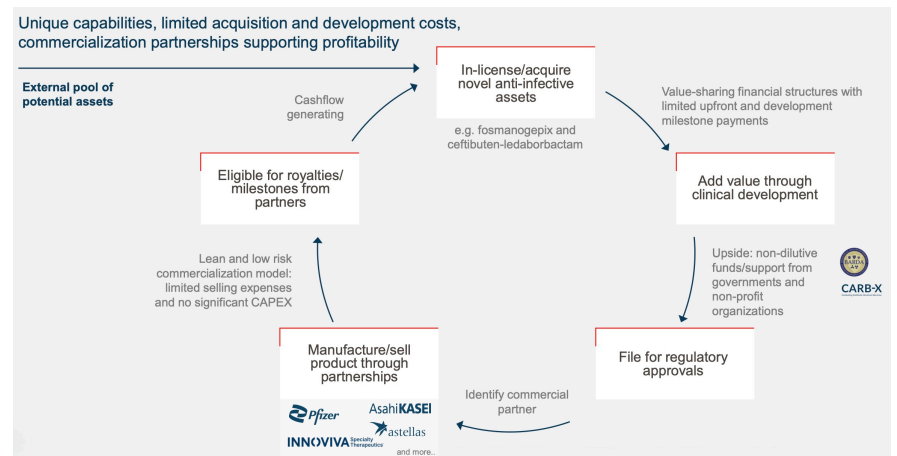 Unique capabilities, limited acquisition and development costs,
commercialization partnerships supporting profitability
External pool of
potential assets
In-license/acquire
novel anti-infective
assets
e.g. fosmanogepix and
ceftibuten-ledaborbactam
Value-sharing financial structures with
limited upfront and development
milestone payments
Add value through
clinical development
Upside: non-dilutive
funds/support from
governments and
non-profit
organizations
BARDA
CARB-X
File for regulatory
approvals
Identify commercial
partner
Manufacture/sell
product through
partnerships
Pfizer
AsahiKASEI
astellas
INNOVIVA Specialty
Therapeutics
and more..
Lean and low risk
commercialization model:
limited selling expenses
and no significant CAPEX
Eligible for royalties/
milestones from
partners
Cashflow
generating